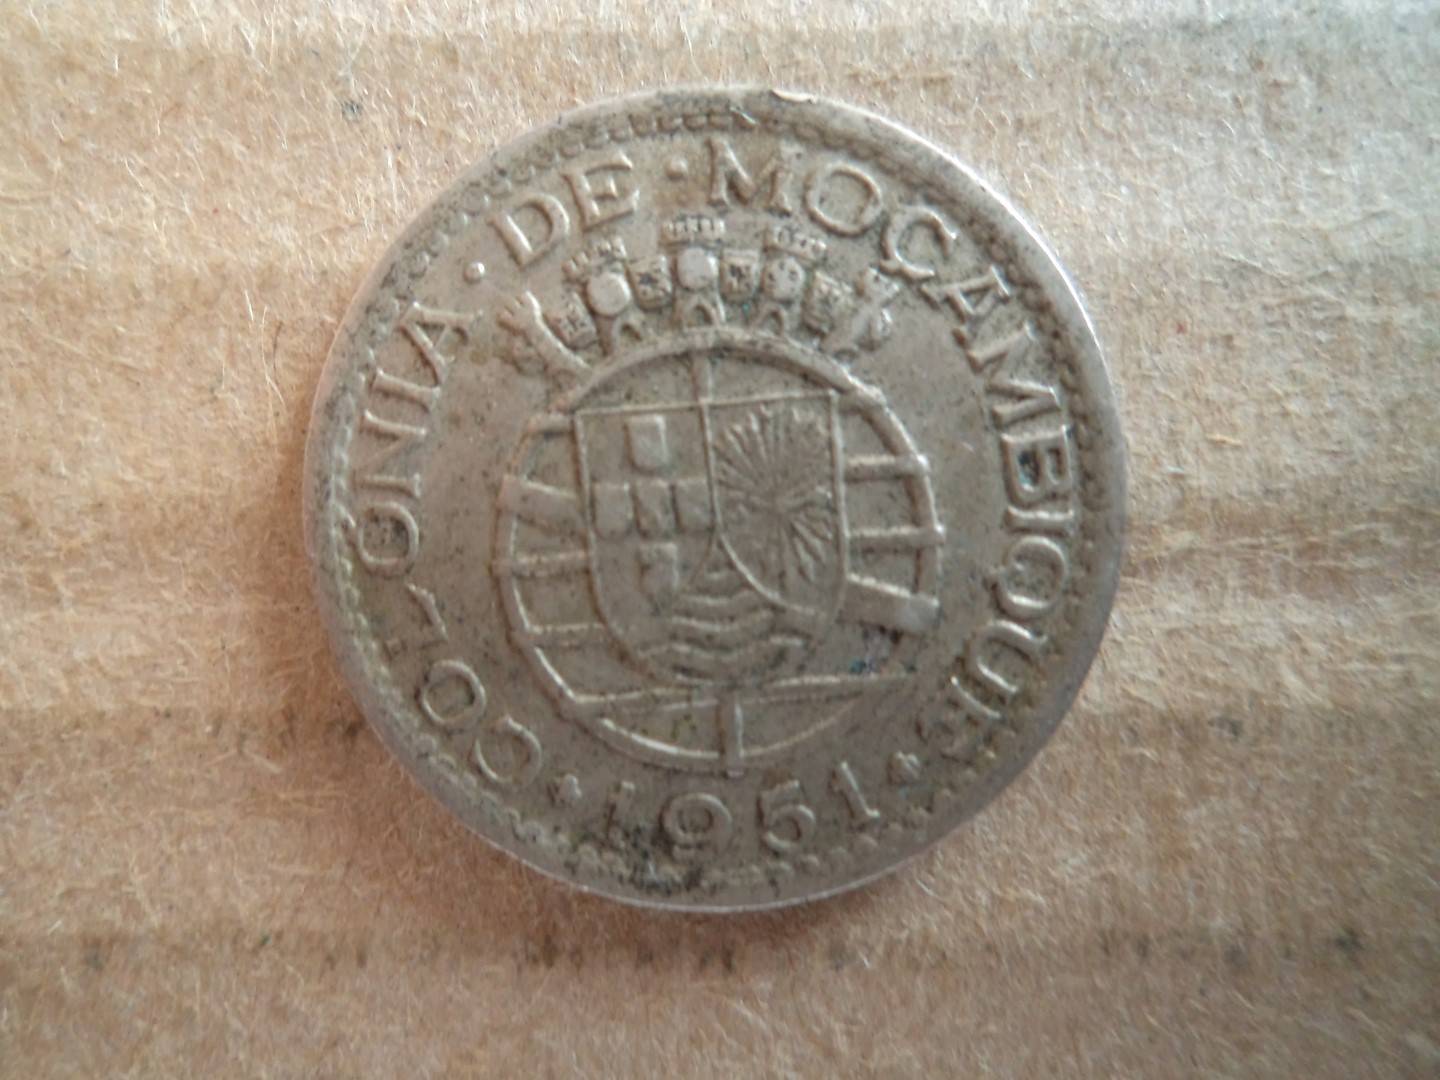 COLÓNIA · DE · MOÇAMBIQUE
1951